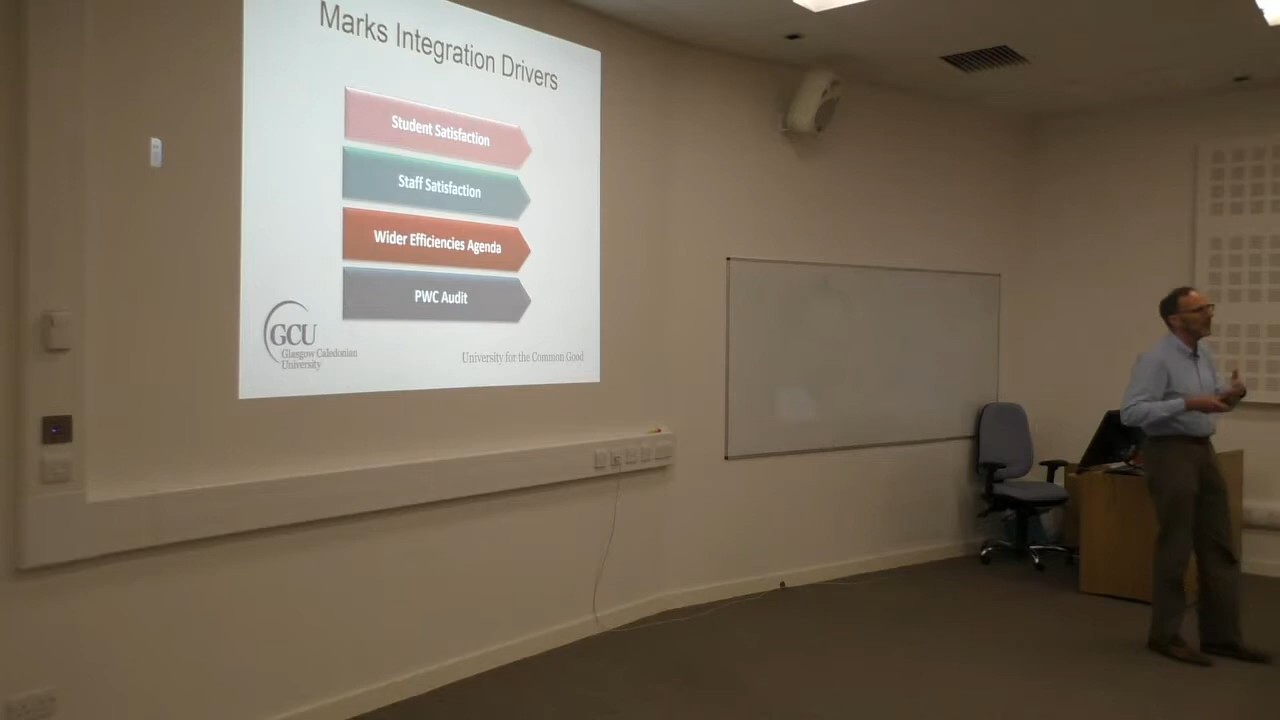 Marks Integration Drivers
Student Satisfaction
Staff Satisfaction
Wider Efficiencies Agenda
PWC Audit
GCU
Glasgow Caledonian
University
University for the Common Good